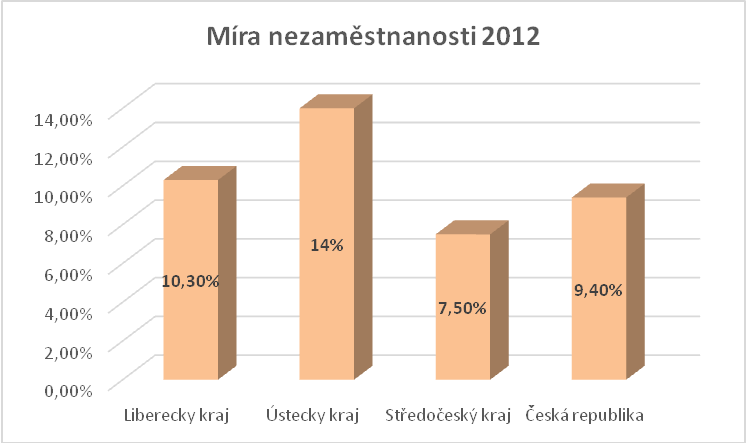 Míra nezaměstnanosti 2012
14,00%
12,00%
10,00%
8,00%
6,00%
4,00%
2,00%
0,00%
10,30%
14%
7,50%
9,40%
Liberecky kraj
Ústecky kraj
Středočeský kraj
Česká republika